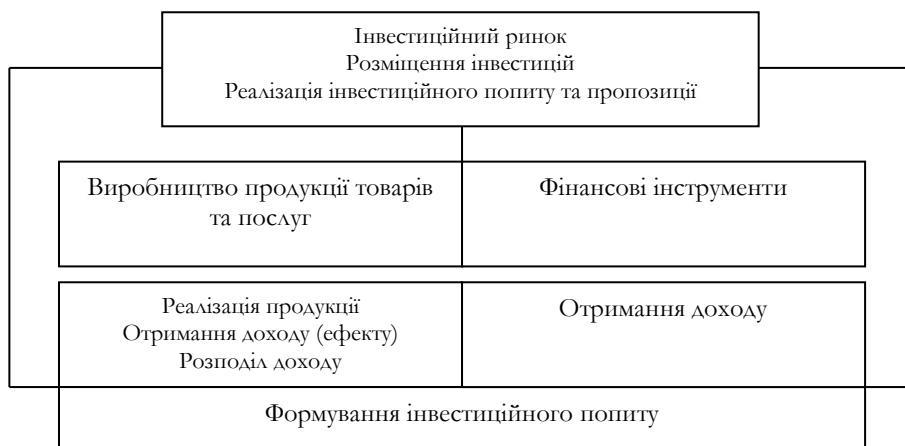 Інвестиційний ринок
Розміщення інвестицій
Реалізація інвестиційного попиту та пропозиції
Виробництво продукції товарів
та послуг
Фінансові інструменти
Реалізація продукції
Отримання доходу (ефекту)
Розподіл доходу
Отримання доходу
Формування інвестиційного попиту